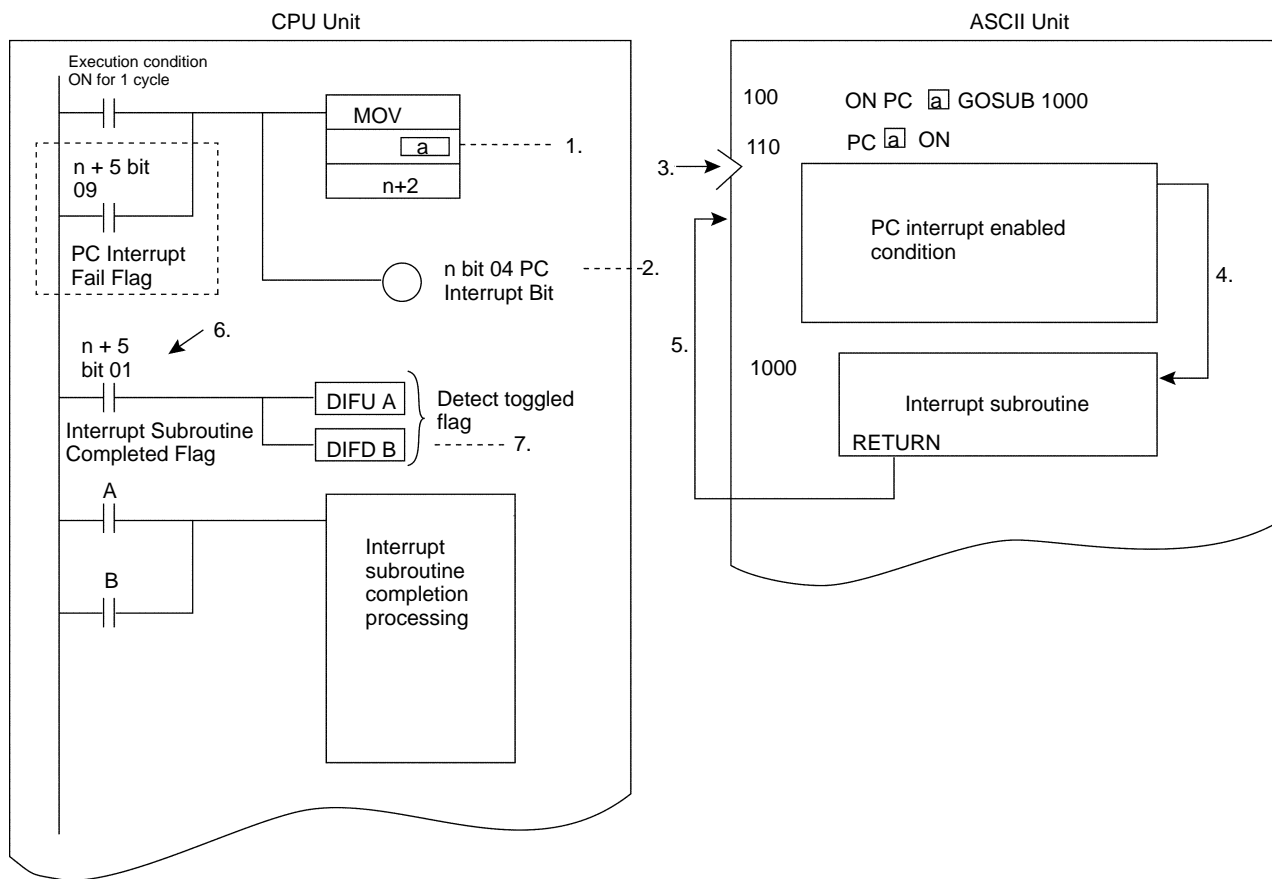 CPU Unit
Execution condition
ON for 1 cycle
MOV
a
1.
n+2
n + 5 bit
09
PC Interrupt
Fail Flag
n bit 04 PC
Interrupt Bit
2.
6.
n + 5
bit 01
DIFU A
DIFD B
Detect toggled
flag
7.
Interrupt Subroutine
Completed Flag
A
B
Interrupt
subroutine
completion
processing
ASCII Unit
100 ON PC a GOSUB 1000
110 PC a ON
3.
PC interrupt enabled
condition
4.
5.
1000
Interrupt subroutine
RETURN